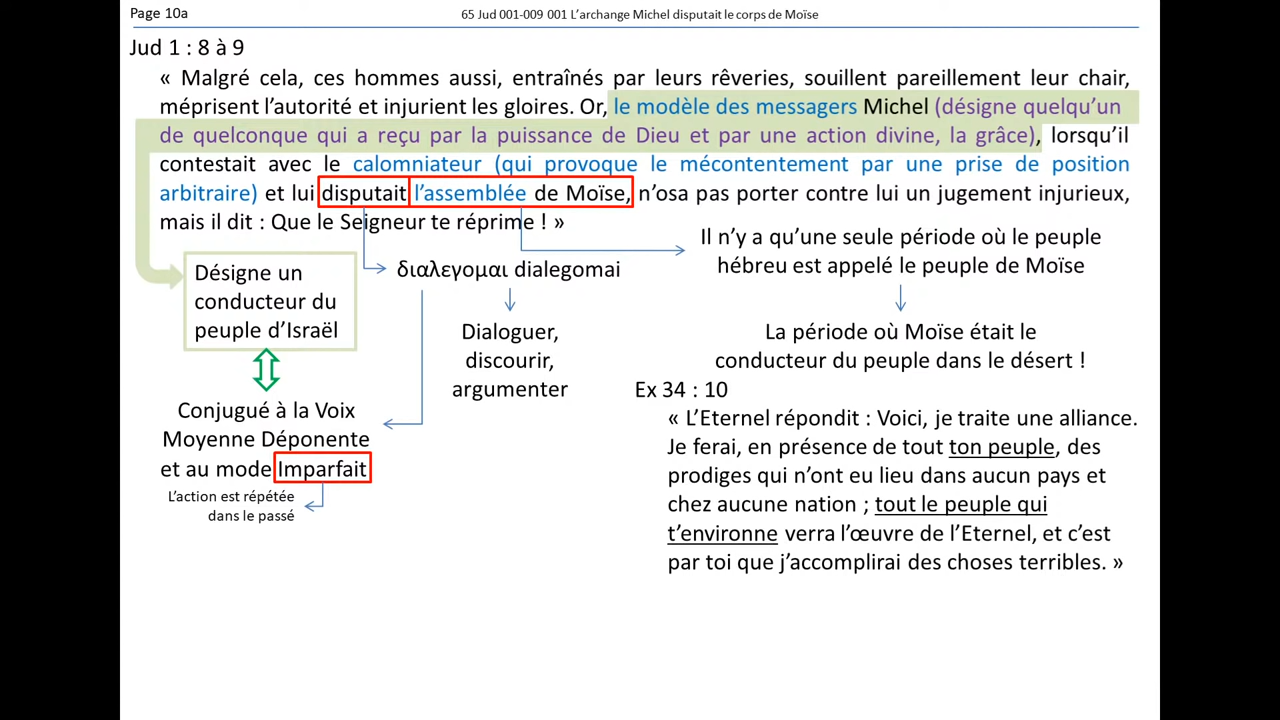 Page 10a
65 Jud 001-009 001 L’archange Michel disputait le corps de Moïse
Jud 1 : 8 à 9
« Malgré cela, ces hommes aussi, entraînés par leurs rêveries, souillent pareillement leur chair,
méprisent l’autorité et injurient les gloires. Or, le modèle des messagers Michel (désigne quelqu’un
de quelconque qui a reçu par la puissance de Dieu et par une action divine, la grâce), lorsqu’il
contestait avec le calomniateur (qui provoque le mécontentement par une prise de position
arbitraire) et lui disputait l’assemblée de Moïse, n’osa pas porter contre lui un jugement injurieux,
mais il dit : Que le Seigneur te réprime ! »
Désigne un
conducteur du
peuple d’Israël
Conjugué à la Voix
Moyenne Déponente
et au mode Imparfait
L’action est répétée
dans le passé
διαλεγομαι dialegomai
Dialoguer,
discourir,
argumenter
Il n’y a qu’une seule période où le peuple
hébreu est appelé le peuple de Moïse
La période où Moïse était le
conducteur du peuple dans le désert !
Ex 34 : 10
« L’Eternel répondit : Voici, je traite une alliance.
Je ferai, en présence de tout ton peuple, des
prodiges qui n’ont eu lieu dans aucun pays et
chez aucune nation ; tout le peuple qui
t’environne verra l’œuvre de l’Eternel, et c’est
par toi que j’accomplirai des choses terribles. »